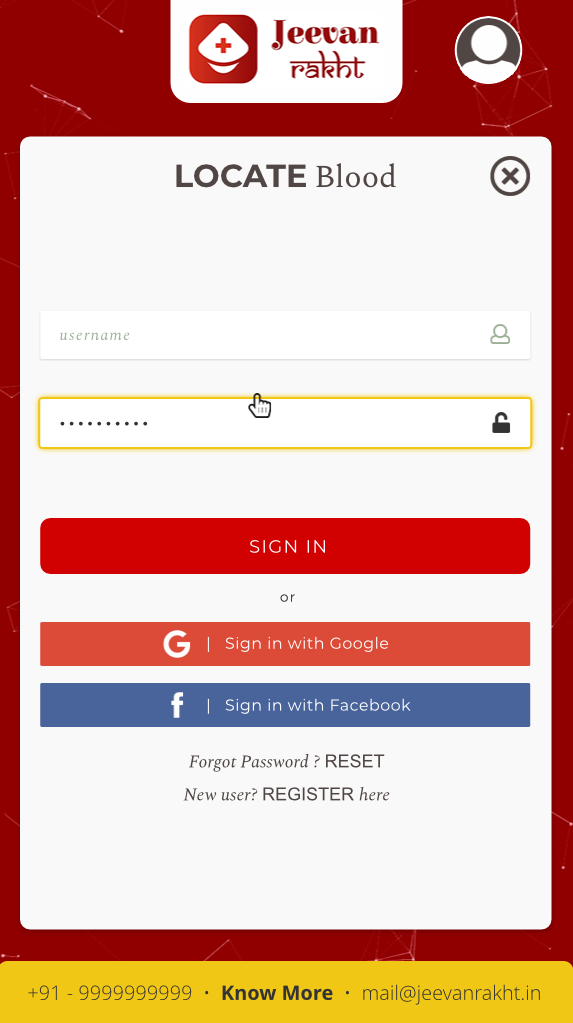 Jeevan
rakht
LOCATE Blood
username
••••••••••
SIGN IN
or
G | Sign in with Google
f | Sign in with Facebook
Forgot Password ? RESET
New user? REGISTER here
+91 - 9999999999 · Know More · mail@jeevanrakht.in